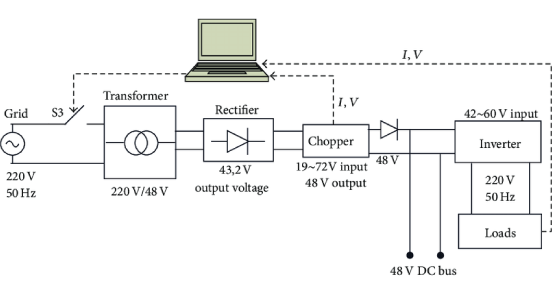 I, V
Grid
S3
Transformer
220 V
50 Hz
220 V/48 V
Rectifier
43,2 V
output voltage
I, V
Chopper
19~72V input
48 V output
48 V
42~60 V input
Inverter
220 V
50 Hz
Loads
48 V DC bus